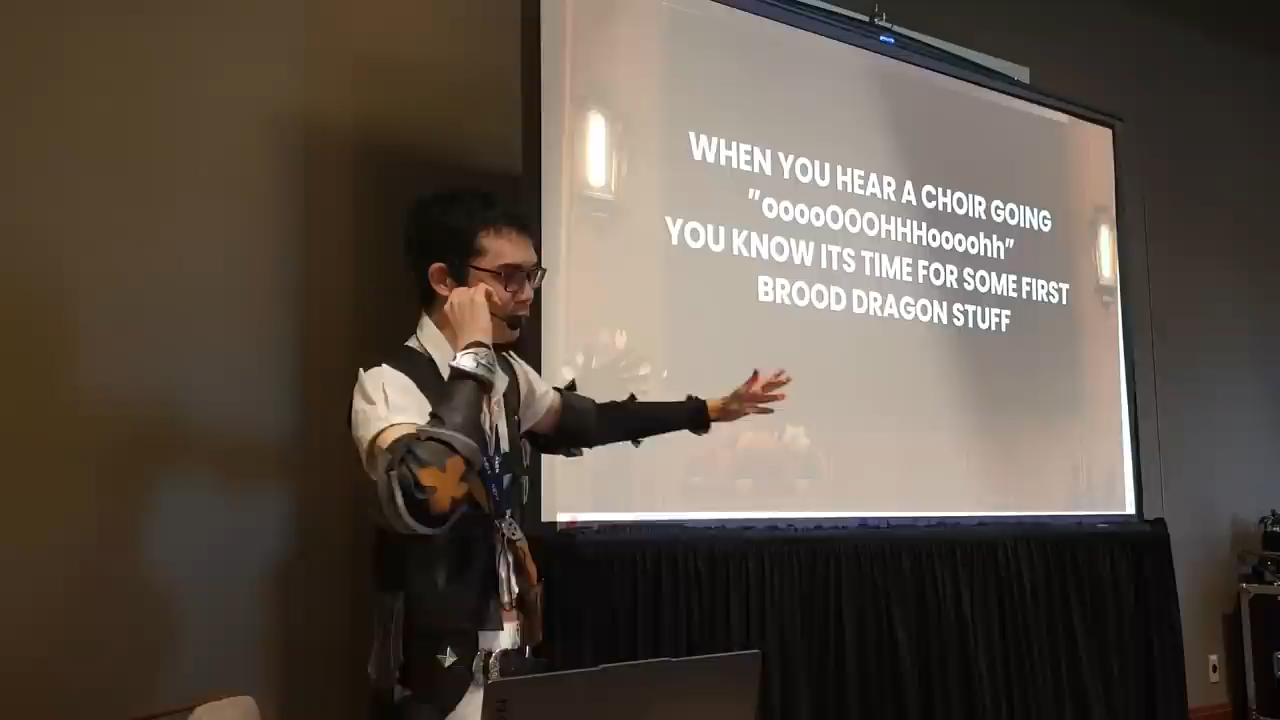 WHEN YOU HEAR A CHOIR GOING
"ooooOOOHHHoooohh"
YOU KNOW ITS TIME FOR SOME FIRST
BROOD DRAGON STUFF